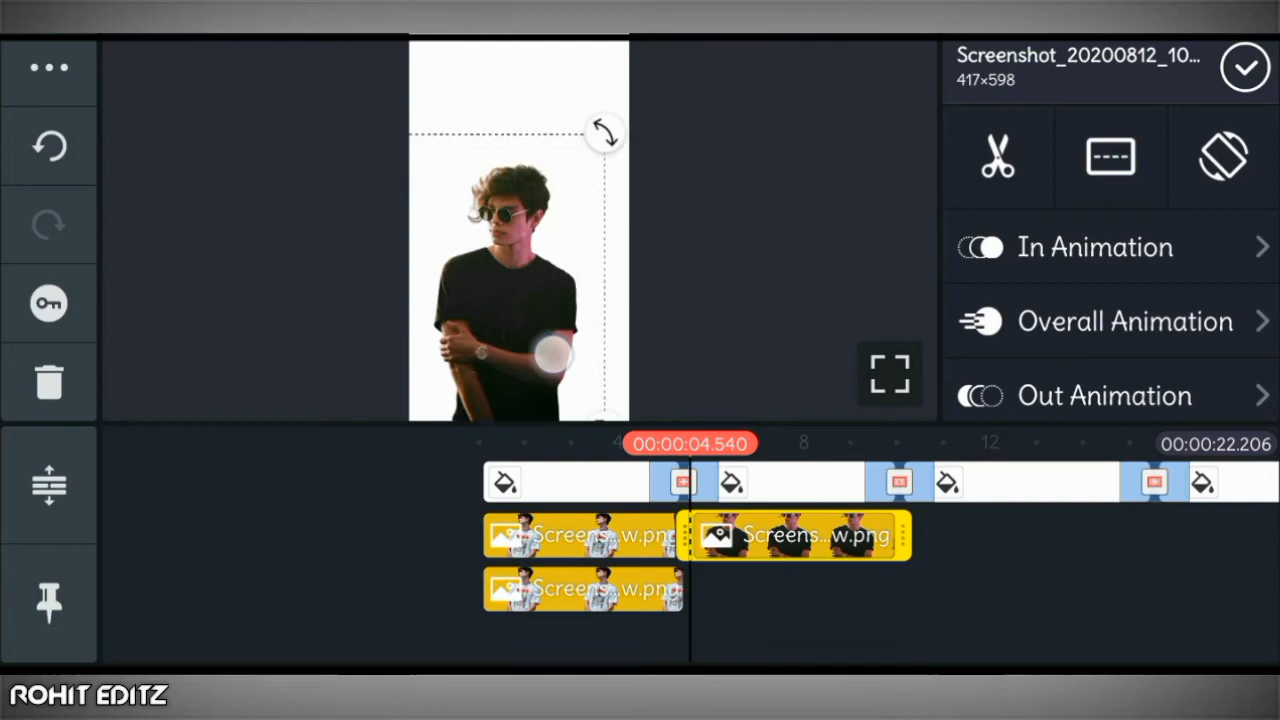 Screenshot_20200812_10...
417×598
In Animation
Overall Animation
Out Animation
4
00:00:04.540
8
12
00:00:22.206
Screens..w.png
Screens..w.png
Screens..w.png
ROHIT EDITZ